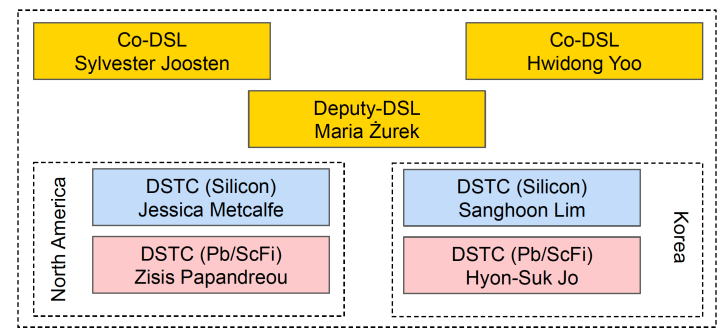 Co-DSL
Sylvester Joosten
Co-DSL
Hwidong Yoo
Deputy-DSL
Maria Żurek
North America
DSTC (Silicon)
Jessica Metcalfe
DSTC (Pb/ScFi)
Zisis Papandreou
DSTC (Silicon)
Sanghoon Lim
DSTC (Pb/ScFi)
Hyon-Suk Jo
Korea